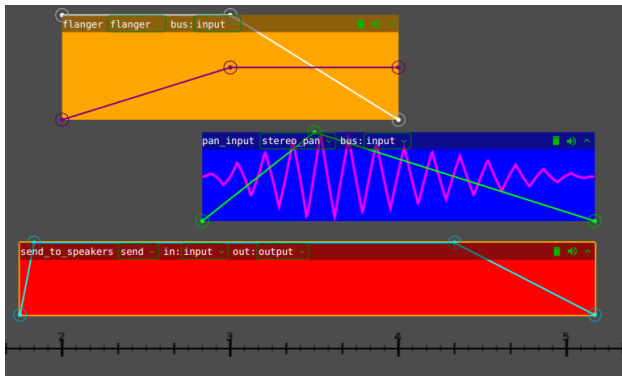 flanger flanger bus: input
pan_input stereo_pan bus: input
send_to_speakers send in: input out: output
2 3 4 5